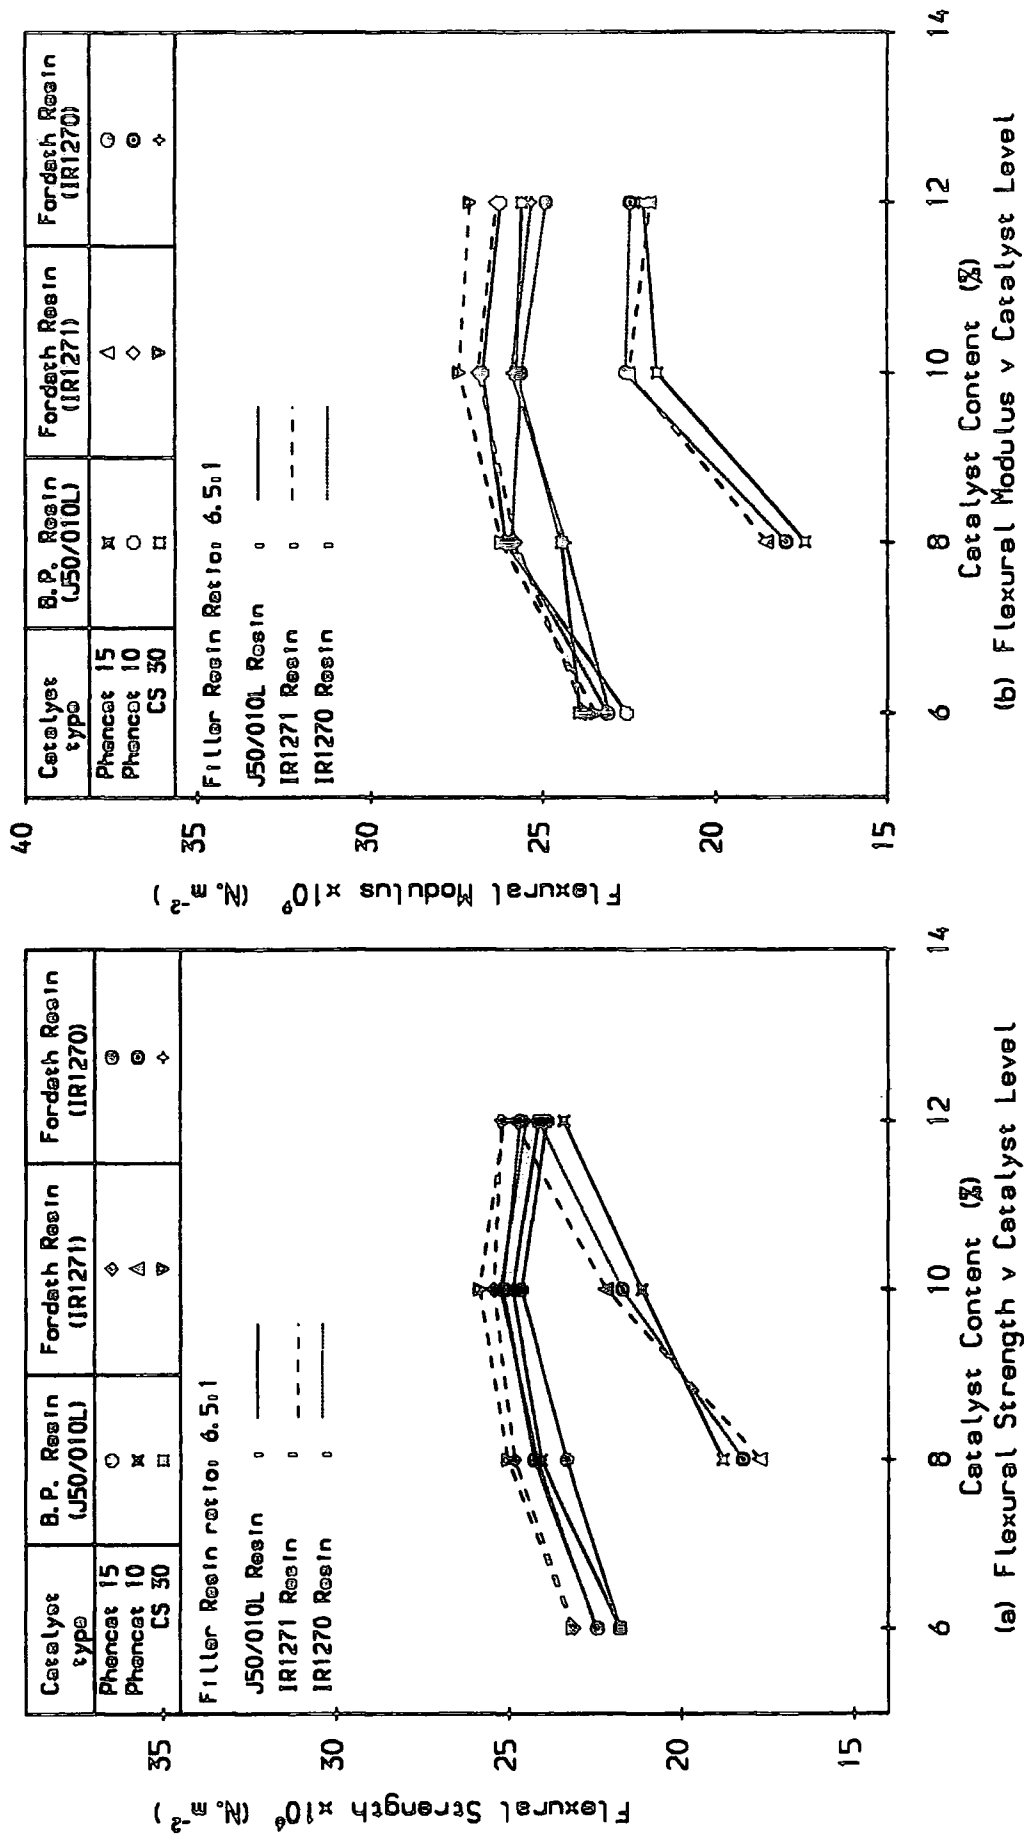 Catalyst type
B.P. Resin (J50/010L)
Fordath Resin (IR1271)
Fordath Resin (IR1270)
Phencat 15
Phencat 10
CS 30
Filler Resin ratio: 6.5:1
J50/010L Resin
IR1271 Resin
IR1270 Resin
35
30
25
20
15
Flexural Strength x10⁶ (N.m⁻²)
6
8
10
12
14
Catalyst Content (%)
(a) Flexural Strength v Catalyst Level
Catalyst type
B.P. Resin (J50/010L)
Fordath Resin (IR1271)
Fordath Resin (IR1270)
Phencat 15
Phencat 10
CS 30
Filler Resin Ratio: 6.5:1
J50/010L Resin
IR1271 Resin
IR1270 Resin
40
35
30
25
20
15
Flexural Modulus x10⁹ (N.m⁻²)
6
8
10
12
14
Catalyst Content (%)
(b) Flexural Modulus v Catalyst Level